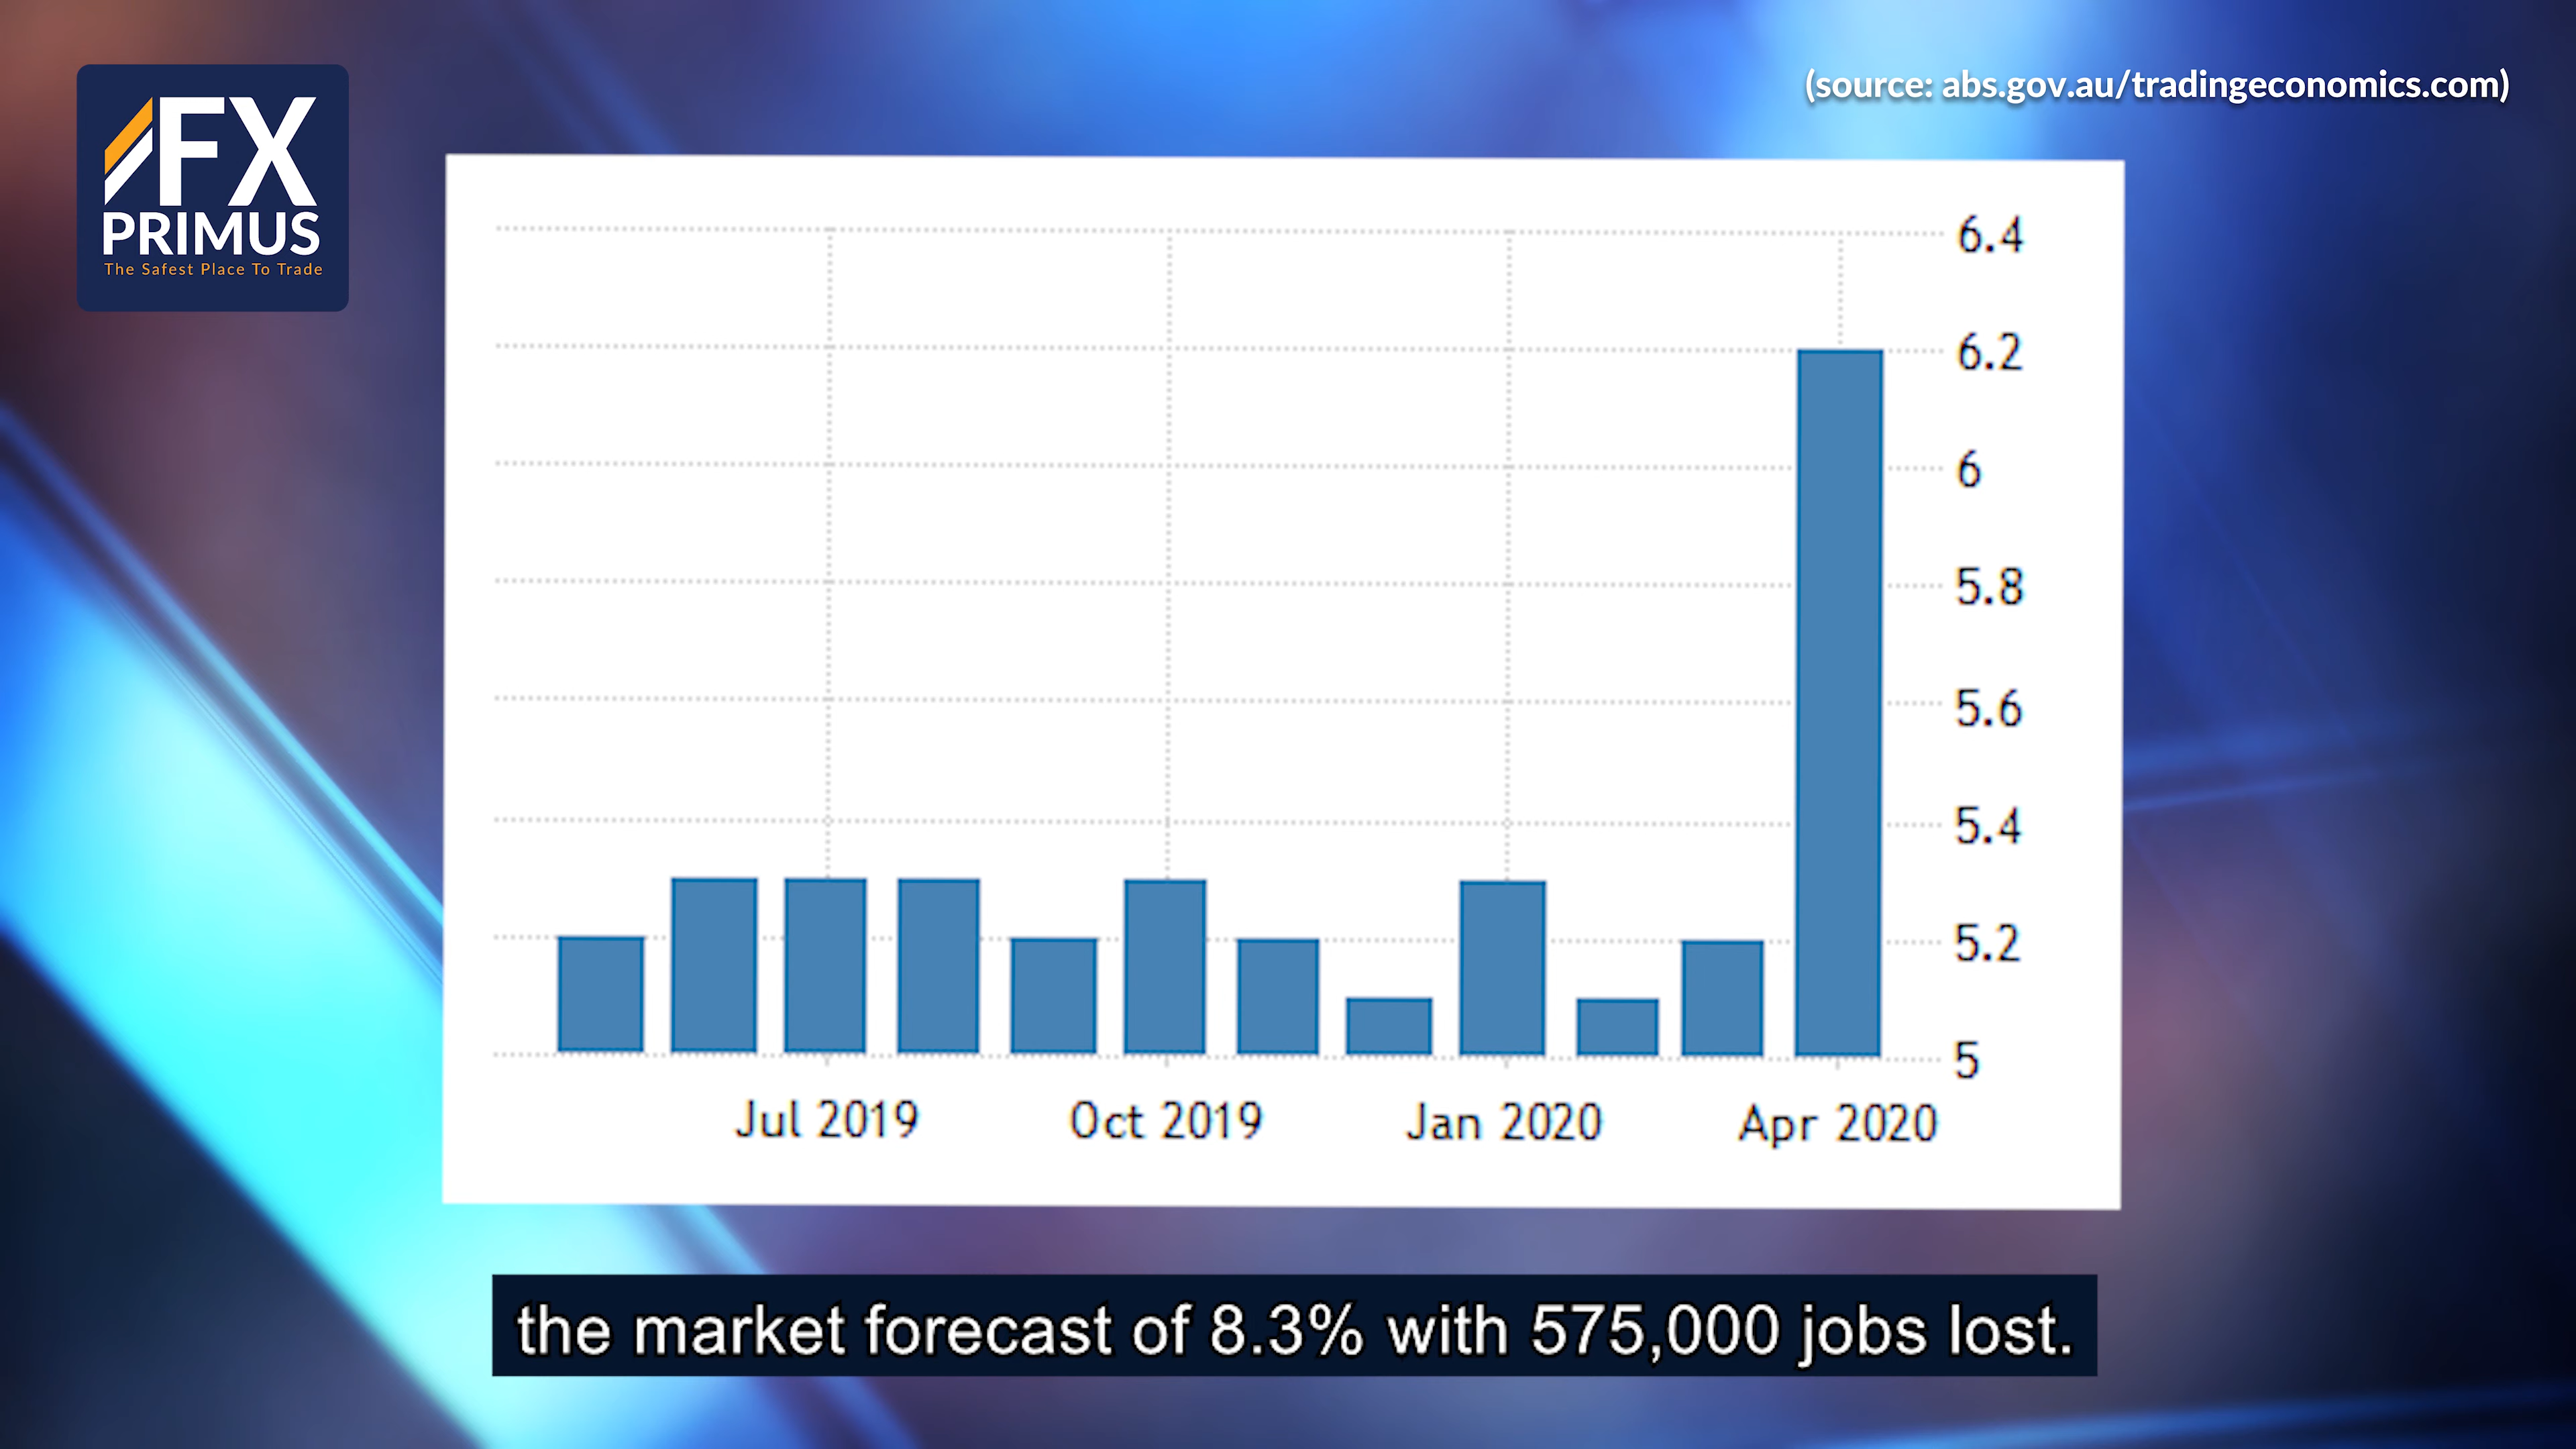 FX
PRIMUS
The Safest Place To Trade
(source: abs.gov.au/tradingeconomics.com)
6.4
6.2
6
5.8
5.6
5.4
5.2
5
Jul 2019 Oct 2019 Jan 2020 Apr 2020
the market forecast of 8.3% with 575,000 jobs lost.